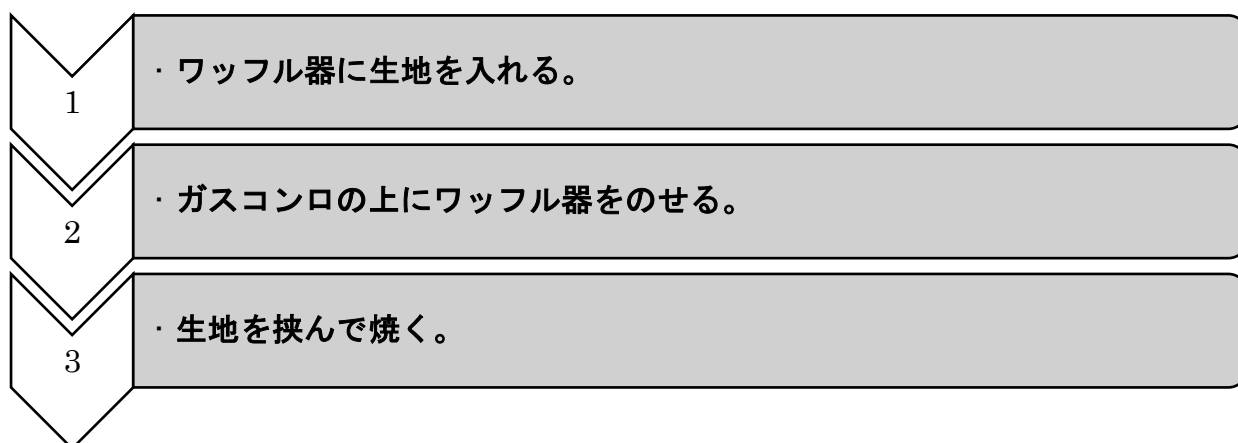 1
・ワッフル器に生地を入れる。
2
・ガスコンロの上にワッフル器をのせる。
3
・生地を挟んで焼く。